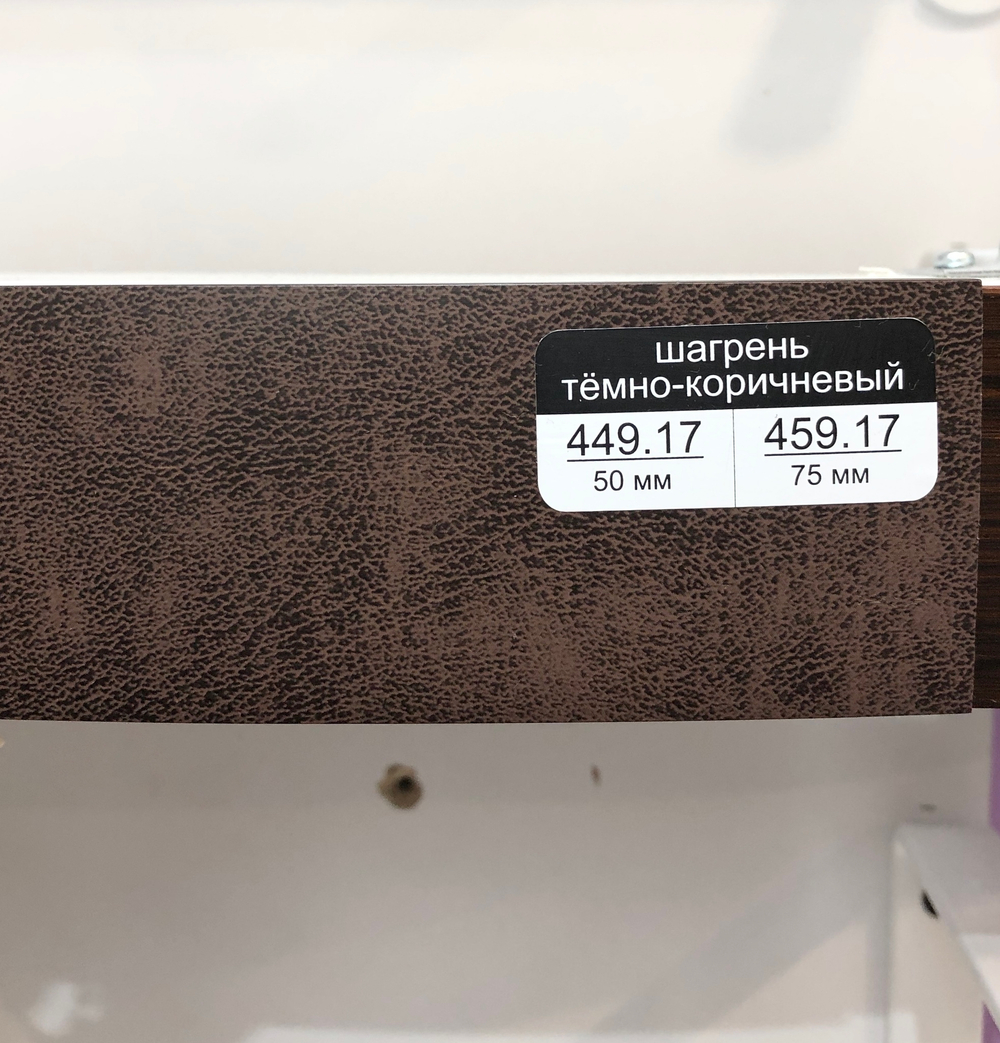 шагрень
тёмно-коричневый
449.17 459.17
50 мм 75 мм